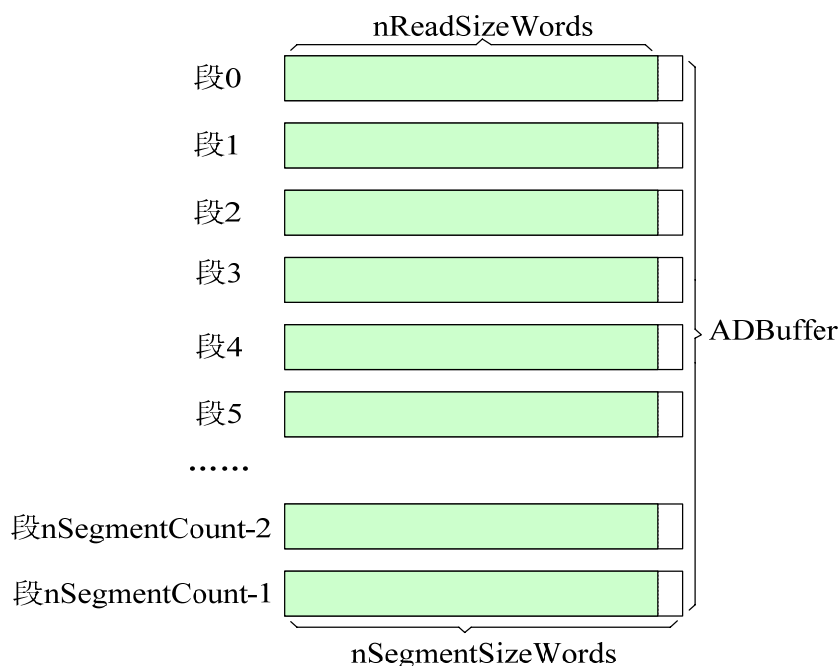 nReadSizeWords
段0
段1
段2
段3
段4
ADBuffer
段5
……
段nSegmentCount-2
段nSegmentCount-1
nSegmentSizeWords